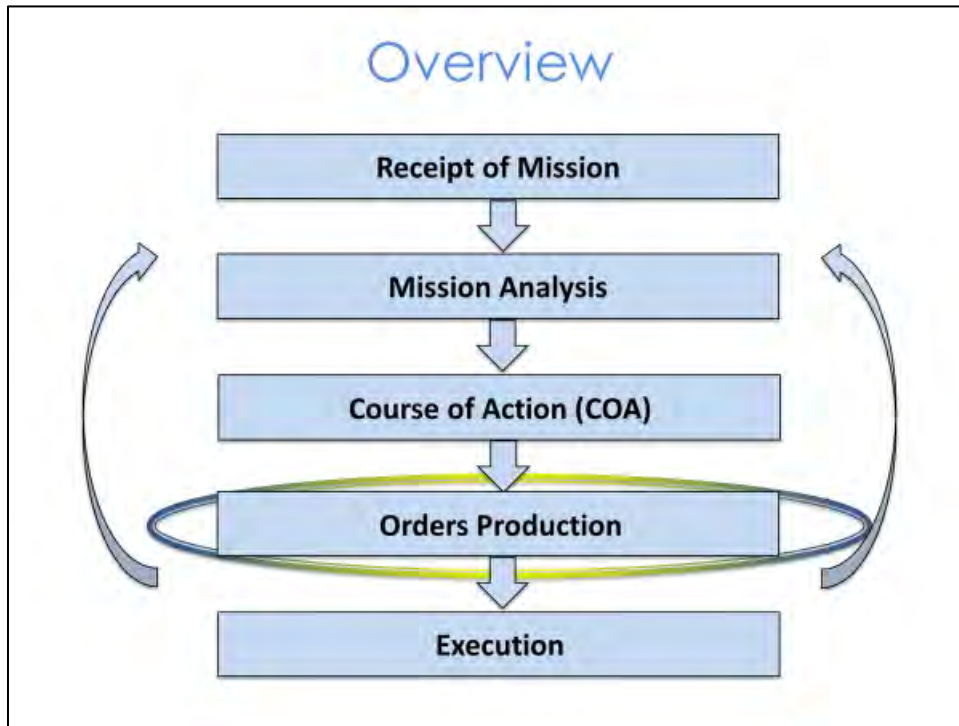 Overview
Receipt of Mission
Mission Analysis
Course of Action (COA)
Orders Production
Execution